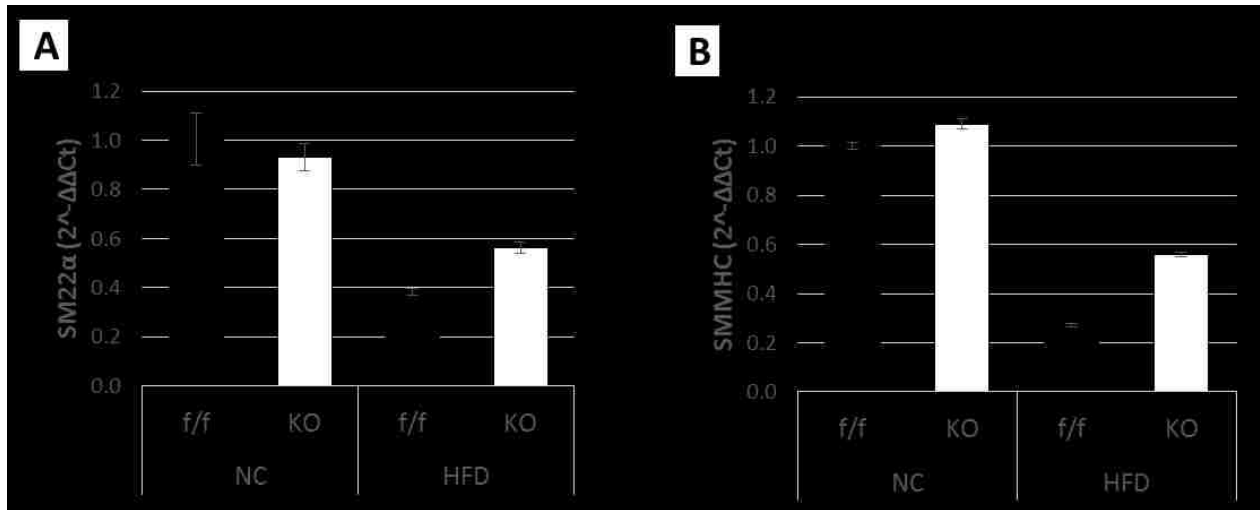 A
SM22α (2^-ΔΔCt)
1.2
1.0
0.8
0.6
0.4
0.2
0.0
f/f KO f/f KO
NC HFD
B
SMMHC (2^-ΔΔCt)
1.2
1.0
0.8
0.6
0.4
0.2
0.0
f/f KO f/f KO
NC HFD